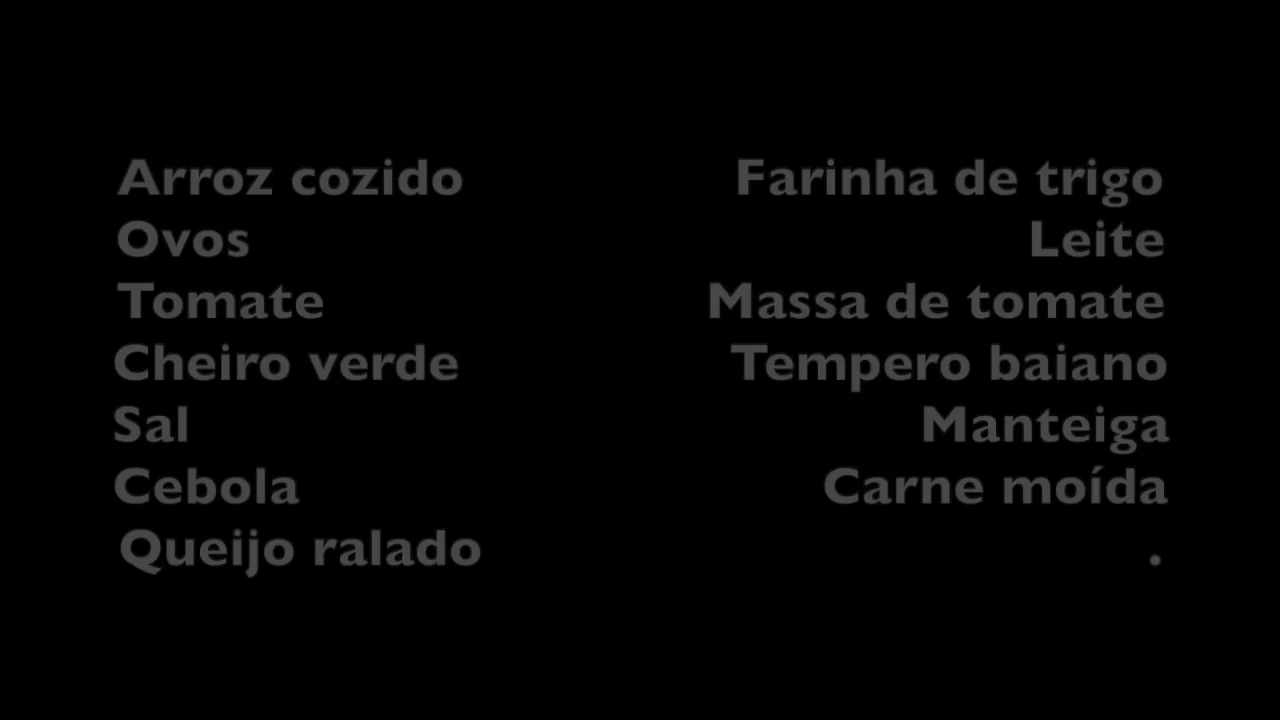 Arroz cozido
Ovos
Tomate
Cheiro verde
Sal
Cebola
Queijo ralado
Farinha de trigo
Leite
Massa de tomate
Tempero baiano
Manteiga
Carne moída
.